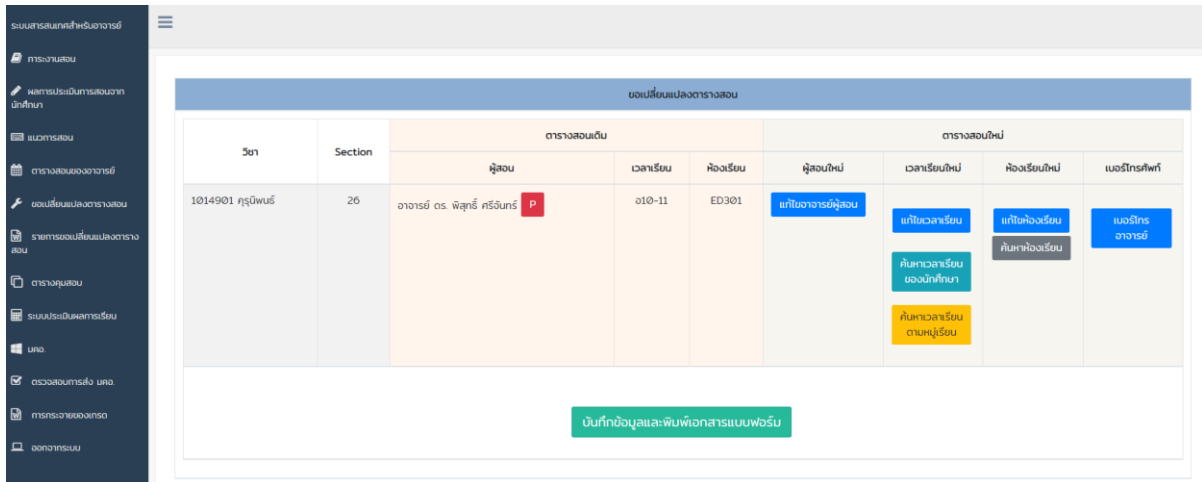 ระบบสารสนเทศสำหรับอาจารย์
ภาระงานสอน
ผลการประเมินการสอนจาก
นักศึกษา
แนวการสอน
ตารางสอนของอาจารย์
ขอเปลี่ยนแปลงตารางสอน
รายการขอเปลี่ยนแปลงตาราง
สอน
ตารางคุมสอบ
ระบบประเมินผลการเรียน
มคอ.
ตรวจสอบการส่ง มคอ.
การกระจายของเกรด
ออกจากระบบ
ขอเปลี่ยนแปลงตารางสอน
วิชา Section ตารางสอนเดิม ตารางสอนใหม่
ผู้สอน เวลาเรียน ห้องเรียน ผู้สอนใหม่ เวลาเรียนใหม่ ห้องเรียนใหม่ เบอร์โทรศัพท์
1014901 คุรุนิพนธ์ 26 อาจารย์ ดร. พิสุทธิ์ ศรีจันทร์ P อ10-11 ED301 แก้ไขอาจารย์ผู้สอน
แก้ไขเวลาเรียน แก้ไขห้องเรียน เบอร์โทร
อาจารย์
ค้นหาห้องเรียน
ค้นหาเวลาเรียน
ของนักศึกษา
ค้นหาเวลาเรียน
ตามหมู่เรียน
บันทึกข้อมูลและพิมพ์เอกสารแบบฟอร์ม